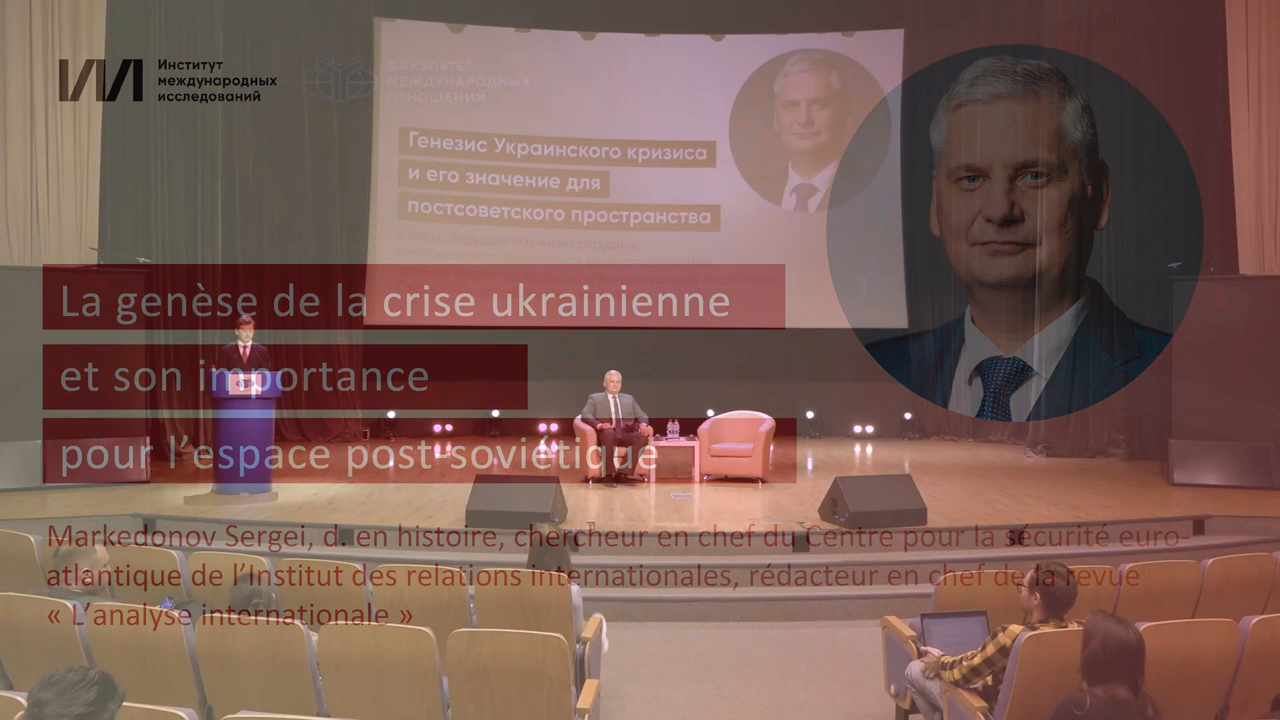 Институт
международных
исследований
ФАКУЛЬТЕТ
МЕЖДУНАРОДНЫХ
ОТНОШЕНИЙ
Генезис Украинского кризиса
и его значение для
постсоветского пространства
La genèse de la crise ukrainienne
et son importance
pour l’espace post-soviétique
Markedonov Sergei, d. en histoire, chercheur en chef du Centre pour la sécurité euro-
atlantique de l’Institut des relations internationales, rédacteur en chef de la revue
« L’analyse internationale »